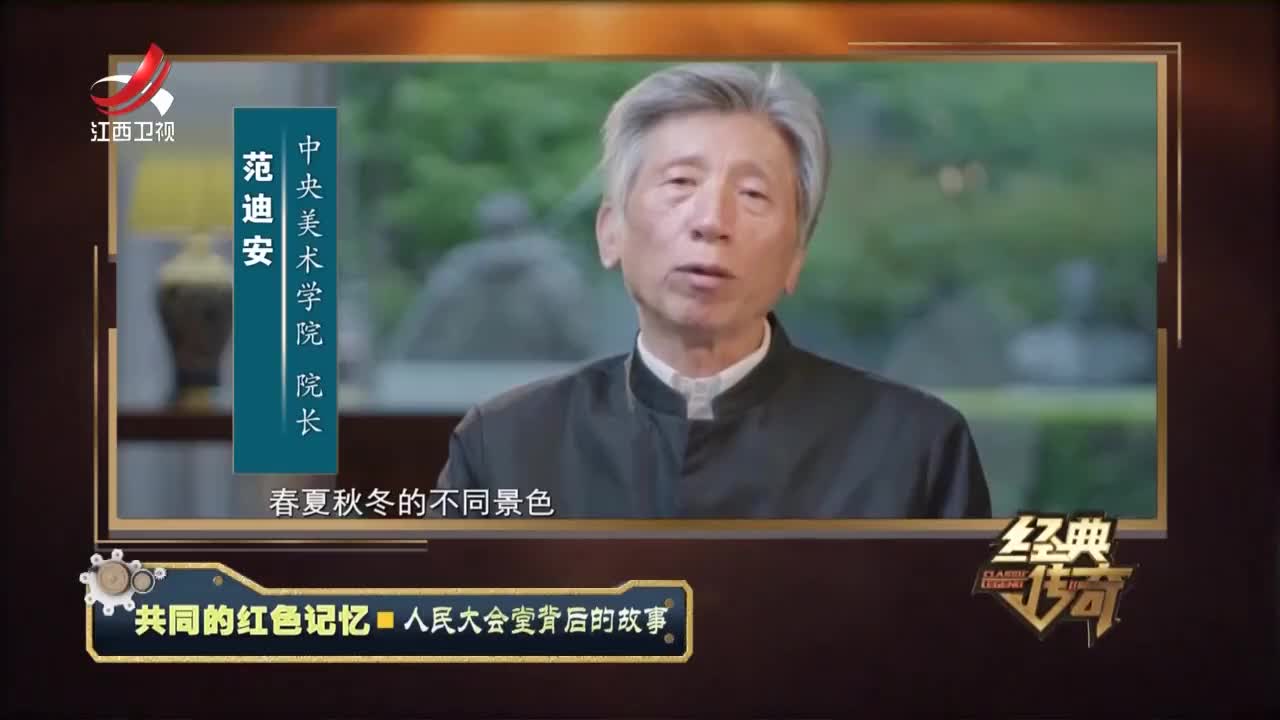 江西卫视
范迪安
中央美术学院 院长
春夏秋冬的不同景色
经典
CLASSIC
LEGEND
传奇
共同的红色记忆■人民大会堂背后的故事